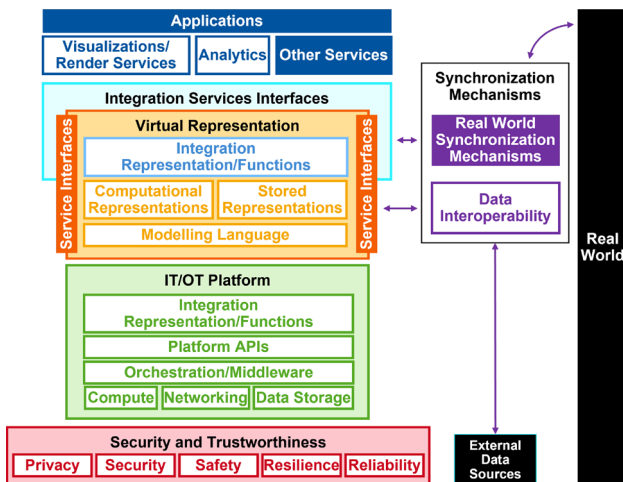 Applications
Visualizations/
Render Services
Analytics
Other Services
Integration Services Interfaces
Virtual Representation
Service Interfaces
Integration
Representation/Functions
Computational
Representations
Stored
Representations
Modelling Language
Service Interfaces
IT/OT Platform
Integration
Representation/Functions
Platform APIs
Orchestration/Middleware
Compute
Networking
Data Storage
Security and Trustworthiness
Privacy
Security
Safety
Resilience
Reliability
Synchronization
Mechanisms
Real World
Synchronization
Mechanisms
Data
Interoperability
External
Data
Sources
Real
World